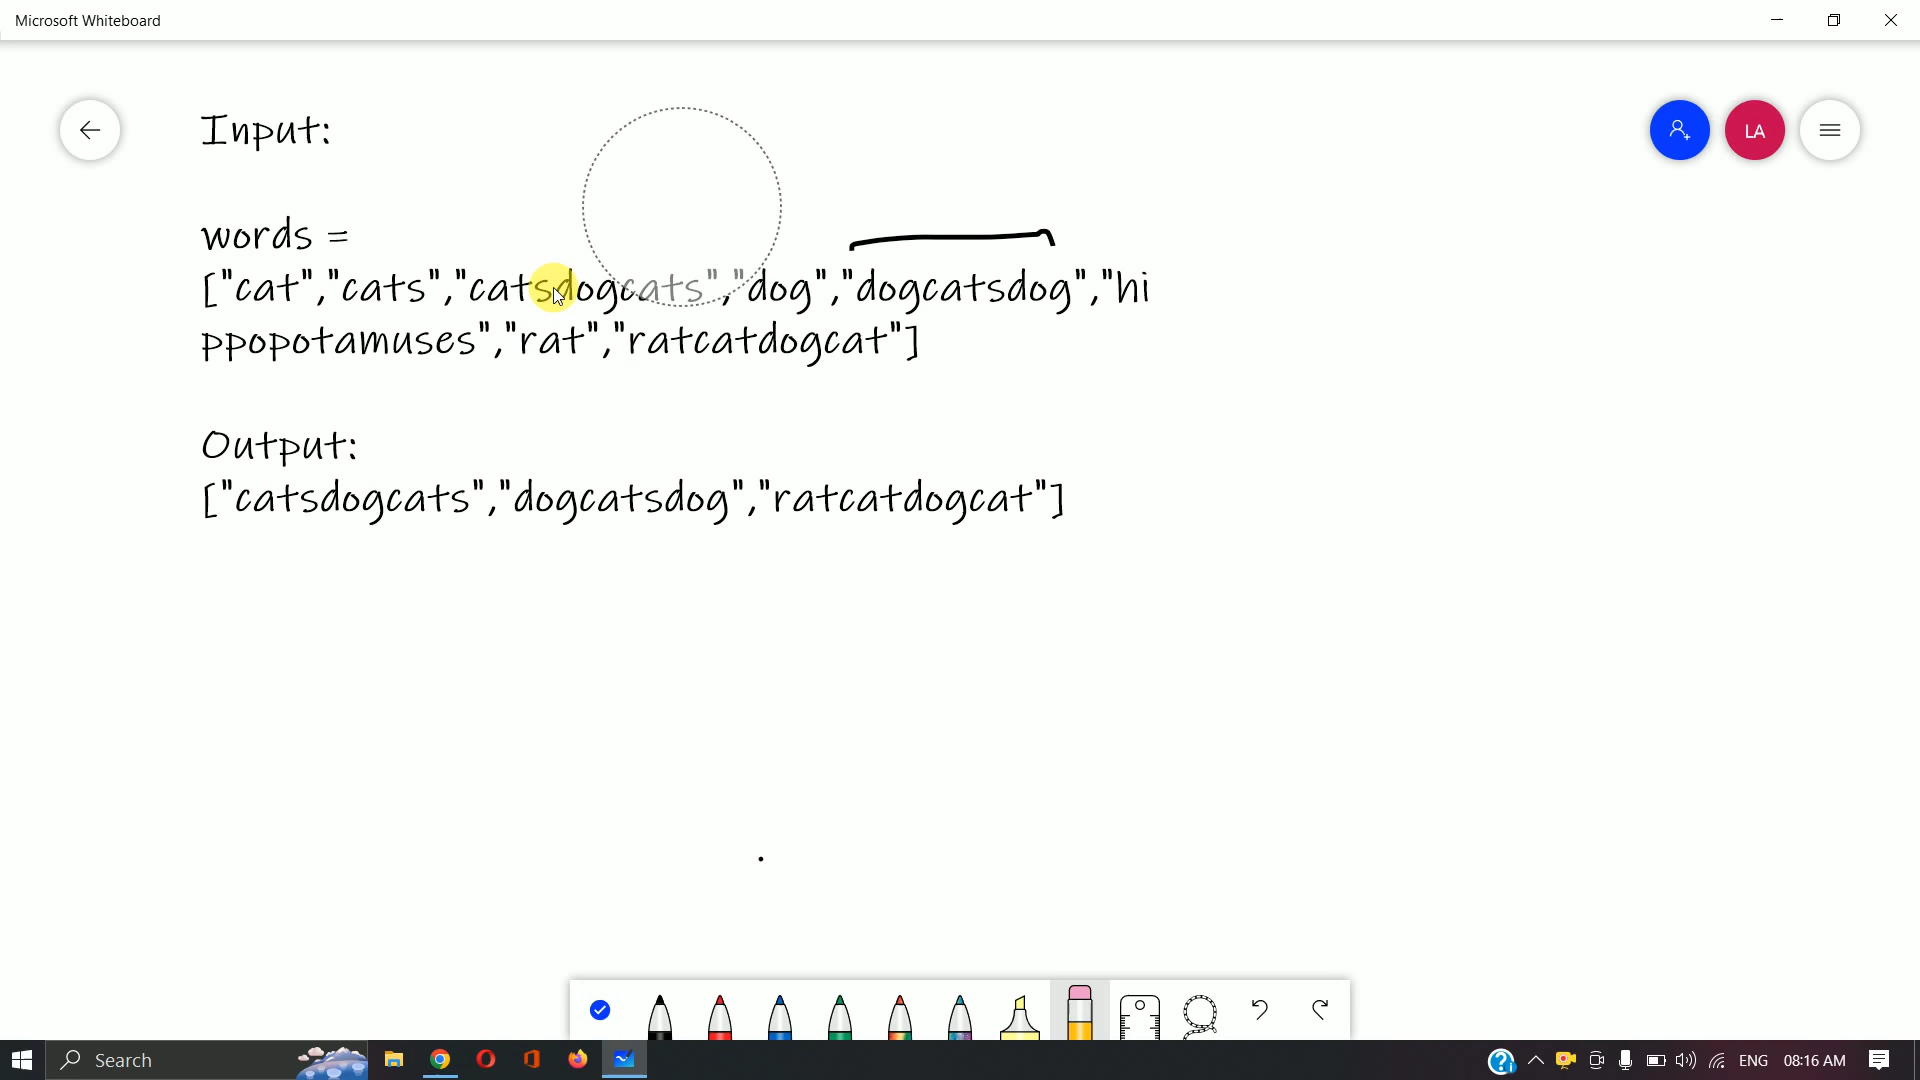 Microsoft Whiteboard
LA
Input:
words =
["cat","cats","catsdogcats","dog","dogcatsdog","hi
ppopotamuses","rat","ratcatdogcat"]
Output:
["catsdogcats","dogcatsdog","ratcatdogcat"]
Search
ENG
08:16 AM